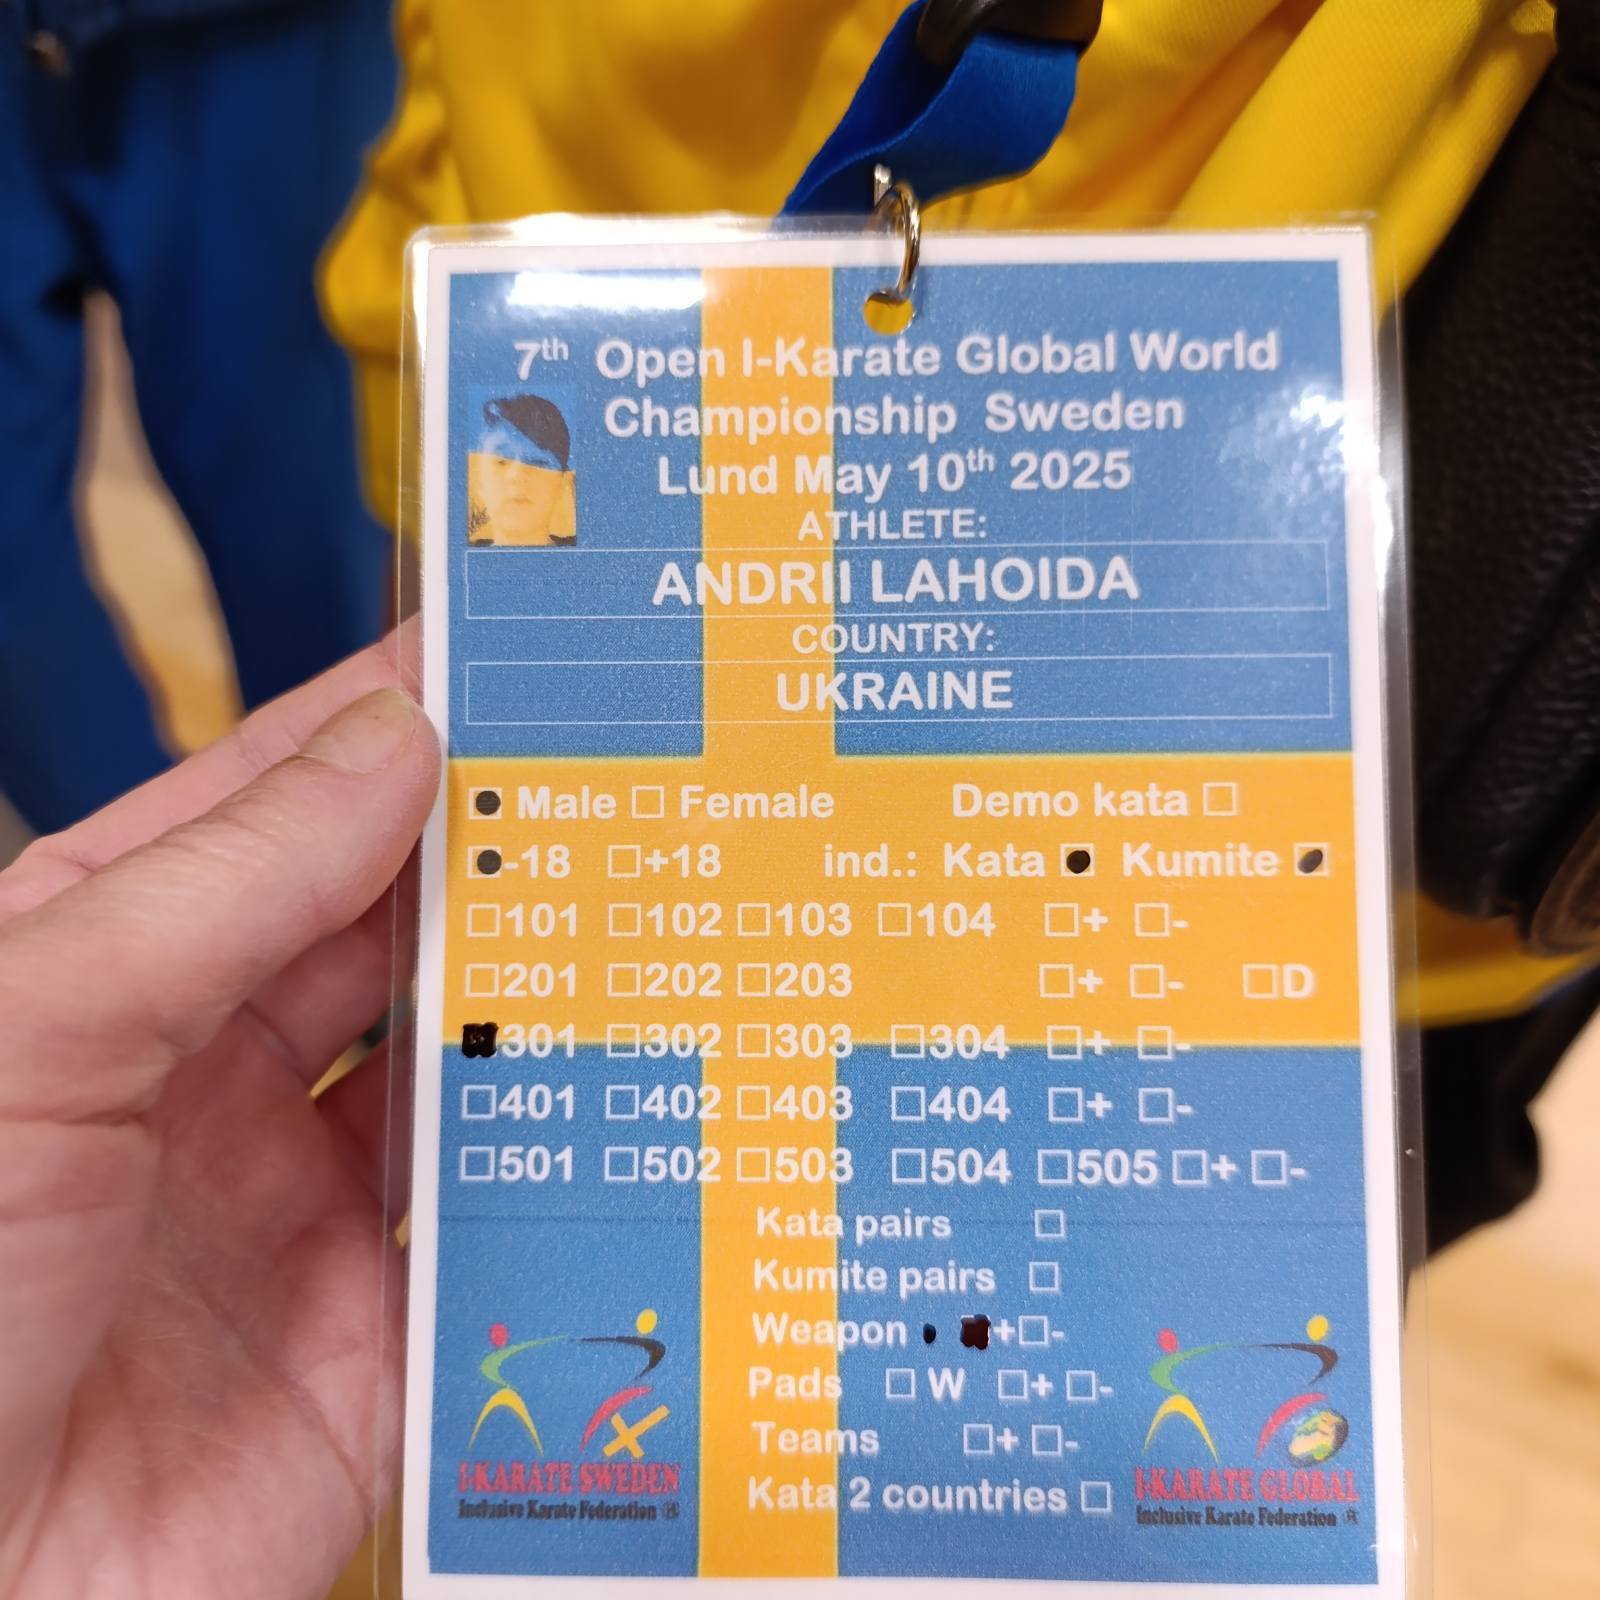 7th Open I-Karate Global World
Championship Sweden
Lund May 10th 2025
ATHLETE:
ANDRII LAHOIDA
COUNTRY:
UKRAINE
Male Female Demo kata
-18 +18 ind.: Kata Kumite
101 102 103 104 + -
201 202 203 + - D
301 302 303 304 + -
401 402 403 404 + -
501 502 503 504 505 + -
Kata pairs
Kumite pairs
Weapon + -
Pads W + -
Teams + -
Kata 2 countries
I-KARATE SWEDEN
Inclusive Karate Federation ®
I-KARATE GLOBAL
Inclusive Karate Federation ®